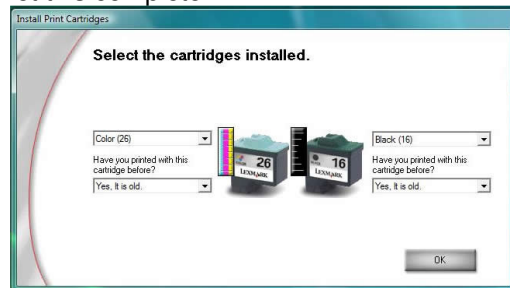 Install Print Cartridges
Select the cartridges installed.
Color (26)
Have you printed with this
cartridge before?
Yes, It is old.
26
LEXMARK
16
LEXMARK
Black (16)
Have you printed with this
cartridge before?
Yes, It is old.
OK